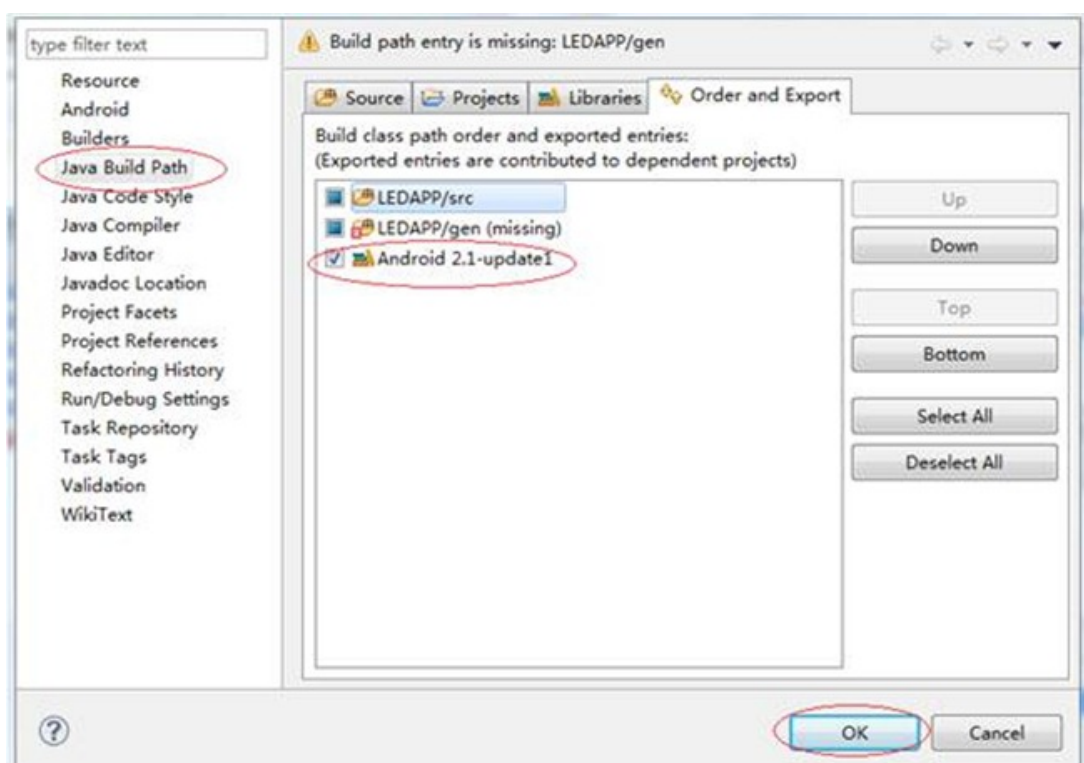 type filter text
Build path entry is missing: LEDAPP/gen
Resource
Android
Builders
Java Build Path
Java Code Style
Java Compiler
Java Editor
Javadoc Location
Project Facets
Project References
Refactoring History
Run/Debug Settings
Task Repository
Task Tags
Validation
WikiText
Source
Projects
Libraries
Order and Export
Build class path order and exported entries:
(Exported entries are contributed to dependent projects)
LEDAPP/src
LEDAPP/gen (missing)
Android 2.1-update1
Up
Down
Top
Bottom
Select All
Deselect All
?
OK
Cancel